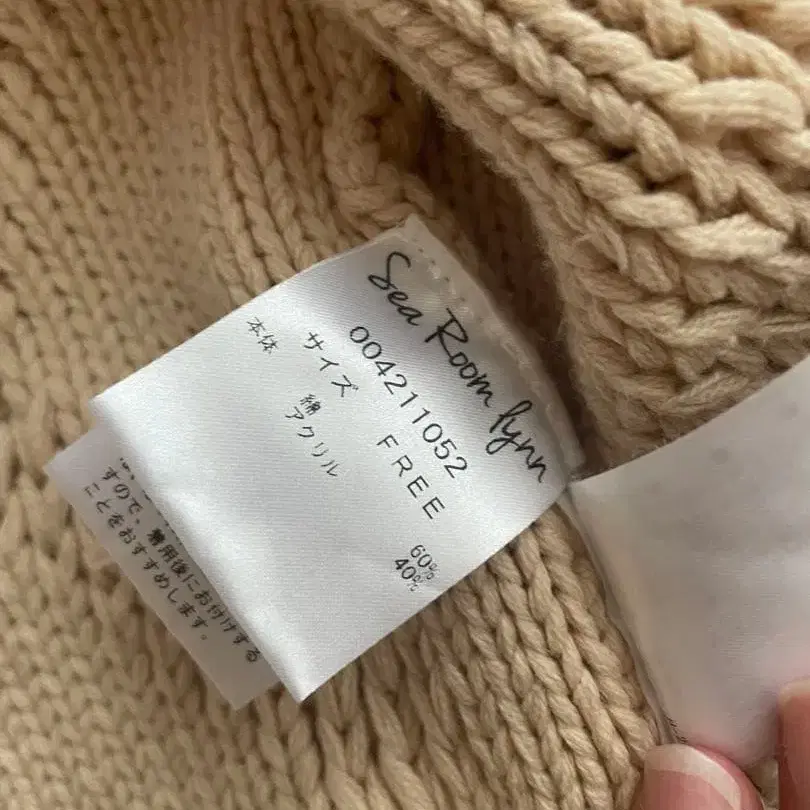 Sea Room lynn
004211052
サイズ FREE
本体 綿 60%
アクリル 40%
すので、着用後にお付けする
ことをおすすめします。